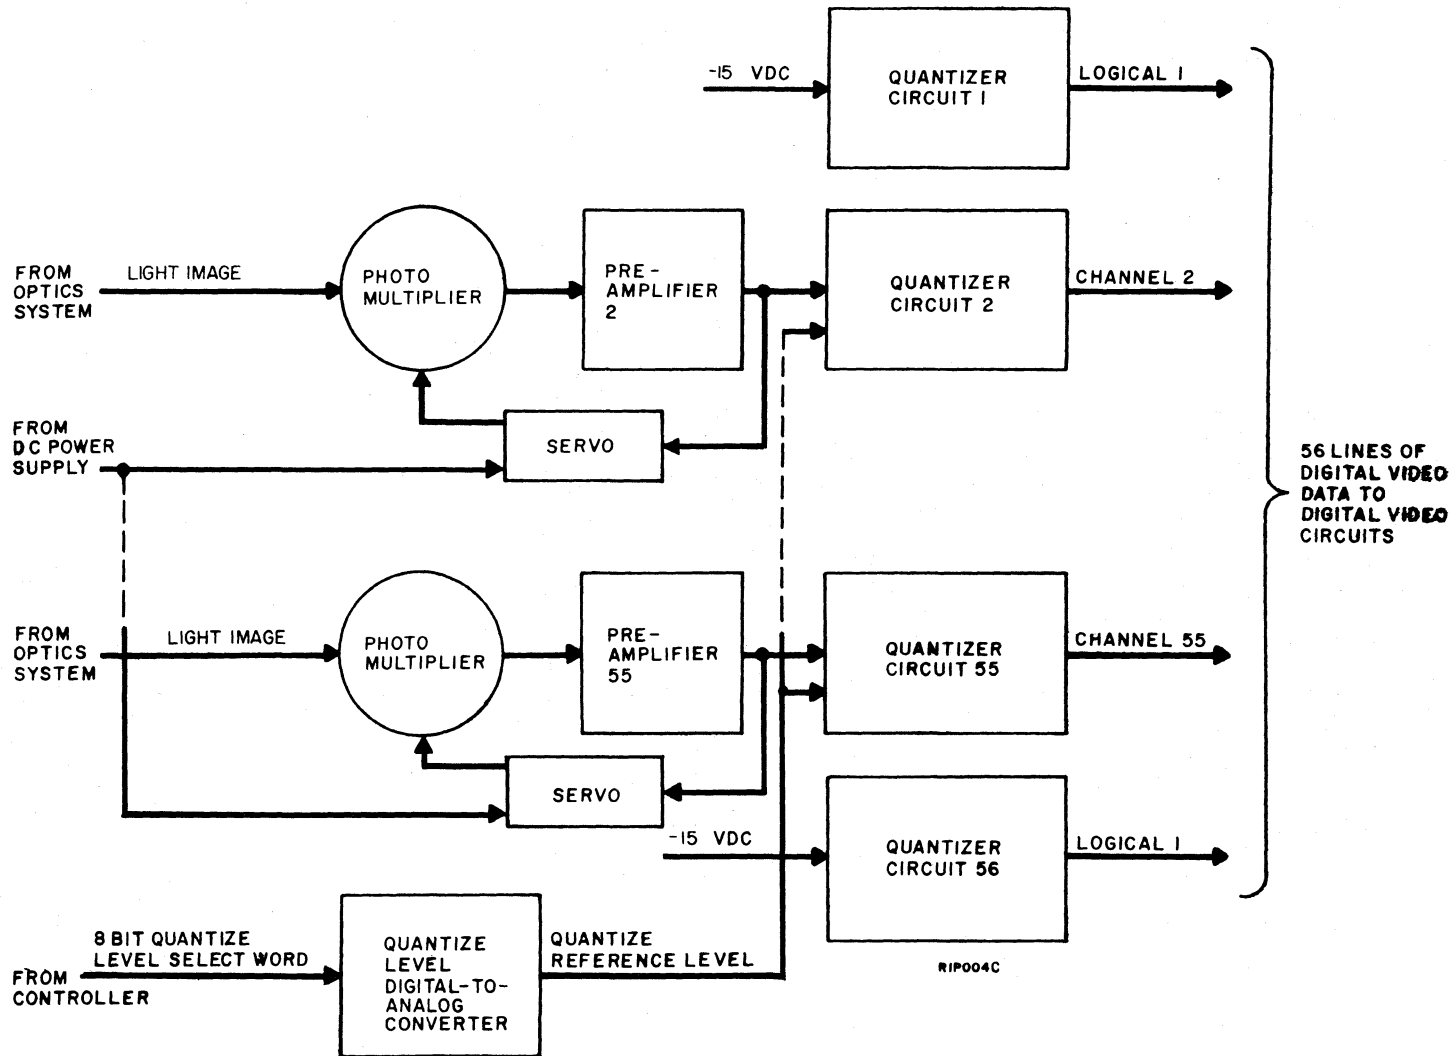 -15 VDC
QUANTIZER
CIRCUIT 1
LOGICAL 1
FROM
OPTICS
SYSTEM
LIGHT IMAGE
PHOTO
MULTIPLIER
PRE-
AMPLIFIER
2
QUANTIZER
CIRCUIT 2
CHANNEL 2
FROM
DC POWER
SUPPLY
SERVO
56 LINES OF
DIGITAL VIDEO
DATA TO
DIGITAL VIDEO
CIRCUITS
FROM
OPTICS
SYSTEM
LIGHT IMAGE
PHOTO
MULTIPLIER
PRE-
AMPLIFIER
55
QUANTIZER
CIRCUIT 55
CHANNEL 55
SERVO
-15 VDC
QUANTIZER
CIRCUIT 56
LOGICAL 1
8 BIT QUANTIZE
LEVEL SELECT WORD
FROM
CONTROLLER
QUANTIZE
LEVEL
DIGITAL-TO-
ANALOG
CONVERTER
QUANTIZE
REFERENCE LEVEL
RIP004C